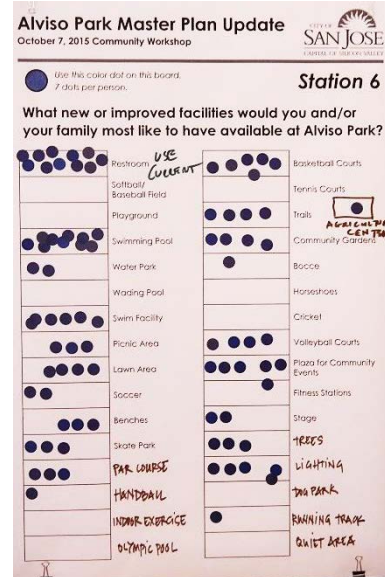 Alviso Park Master Plan Update
October 7, 2015 Community Workshop
CITY OF
SAN JOSE
CAPITAL OF SILICON VALLEY
Use this color dot on this board.
7 dots per person.
Station 6
What new or improved facilities would you and/or
your family most like to have available at Alviso Park?
Restroom
USE
CURRENT
Softball/
Baseball Field
Playground
Swimming Pool
Water Park
Wading Pool
Swim Facility
Picnic Area
Lawn Area
Soccer
Benches
Skate Park
PAR COURSE
HANDBALL
INDOOR EXERCISE
OLYMPIC POOL
Basketball Courts
Tennis Courts
Trails
AGRICULTURE
CENTER
Community Gardens
Bocce
Horseshoes
Cricket
Volleyball Courts
Plaza for Community
Events
Fitness Stations
Stage
TREES
LIGHTING
DOG PARK
RUNNING TRACK
QUIET AREA